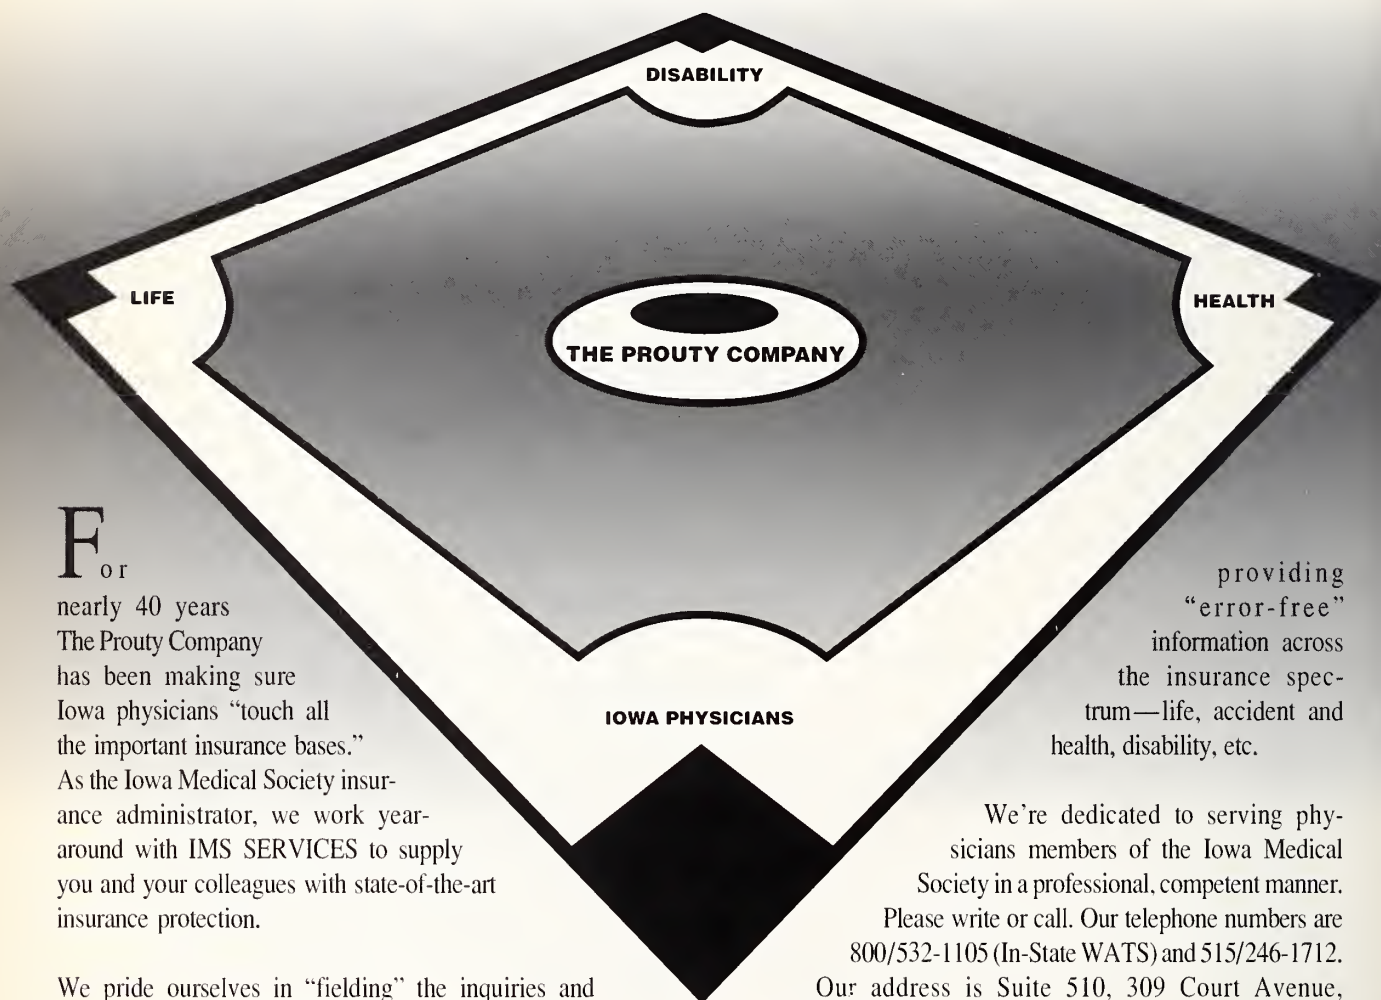 DISABILITY
LIFE
HEALTH
THE PROUTY COMPANY
IOWA PHYSICIANS
For
nearly 40 years
The Prouty Company
has been making sure
Iowa physicians “touch all
the important insurance bases.”
As the Iowa Medical Society insur-
ance administrator, we work year-
around with IMS SERVICES to supply
you and your colleagues with state-of-the-art
insurance protection.
We pride ourselves in “fielding” the inquiries and
providing
“error-free”
information across
the insurance spec-
trum—life, accident and
health, disability, etc.
We’re dedicated to serving phy-
sicians members of the Iowa Medical
Society in a professional, competent manner.
Please write or call. Our telephone numbers are
800/532-1105 (In-State WATS) and 515/246-1712.
Our address is Suite 510, 309 Court Avenue,